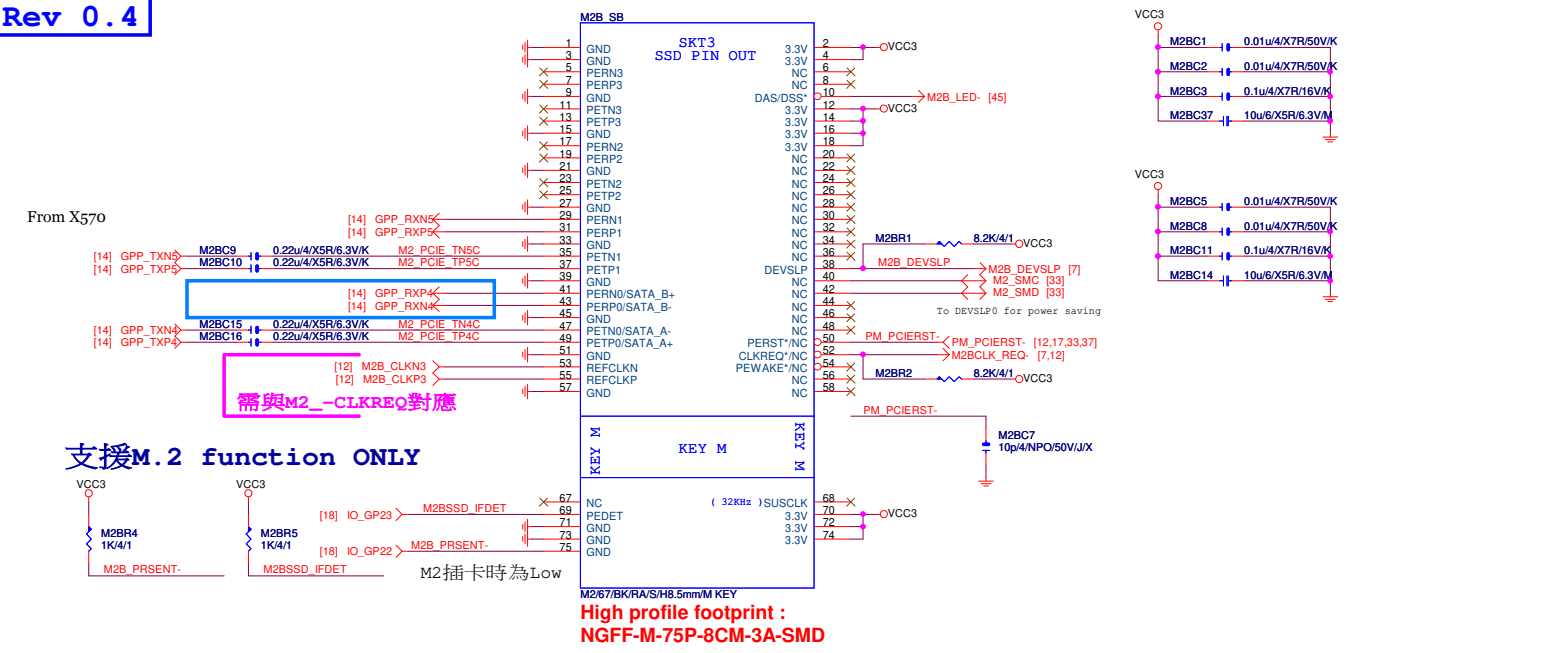 Rev 0.4
M2B_SB
SKT3
SSD PIN OUT
1 GND
3 GND
5 PERN3
7 PERP3
9 GND
11 PETN3
13 PETP3
15 GND
17 PERN2
19 PERP2
21 GND
23 PETN2
25 PETP2
27 GND
29 PERN1
31 PERP1
33 GND
35 PETN1
37 PETP1
39 GND
41 PERN0/SATA_B+
43 PERP0/SATA_B-
45 GND
47 PETN0/SATA_A-
49 PETP0/SATA_A+
51 GND
53 REFCLKN
55 REFCLKP
57 GND
3.3V 2 VCC3
3.3V 4
NC 6
NC 8
DAS/DSS* 10 M2B_LED- [45]
3.3V 12 VCC3
3.3V 14
3.3V 16
3.3V 18
NC 20
NC 22
NC 24
NC 26
NC 28
NC 30
NC 32
NC 34
NC 36
DEVSLP 38 M2B_DEVSLP M2B_DEVSLP [7]
NC 40 M2_SMC [33]
NC 42 M2_SMD [33]
NC 44
NC 46
NC 48
PERST*/NC 50 PM_PCIERST- PM_PCIERST- [12,17,33,37]
CLKREQ*/NC 52 M2BCLK_REQ- [7,12]
PEWAKE*/NC 54
NC 56
NC 58
M2BR1 8.2K/4/1 VCC3
To DEVSLP0 for power saving
M2BR2 8.2K/4/1 VCC3
PM_PCIERST-
M2BC7
10p/4/NPO/50V/J/X
From X570
[14] GPP_RXN5
[14] GPP_RXP5
[14] GPP_TXN5 M2BC9 0.22u/4/X5R/6.3V/K M2_PCIE_TN5C
[14] GPP_TXP5 M2BC10 0.22u/4/X5R/6.3V/K M2_PCIE_TP5C
[14] GPP_RXP4
[14] GPP_RXN4
[14] GPP_TXN4 M2BC15 0.22u/4/X5R/6.3V/K M2_PCIE_TN4C
[14] GPP_TXP4 M2BC16 0.22u/4/X5R/6.3V/K M2_PCIE_TP4C
[12] M2B_CLKN3
[12] M2B_CLKP3
需與M2_-CLKREQ對應
KEY M
KEY M
KEY M
支援M.2 function ONLY
VCC3
M2BR4
1K/4/1
M2B_PRSENT-
VCC3
M2BR5
1K/4/1
M2BSSD_IFDET
67 NC
[18] IO_GP23 M2BSSD_IFDET 69 PEDET
71 GND
73 GND
[18] IO_GP22 M2B_PRSENT- 75 GND
( 32KHz ) SUSCLK 68
3.3V 70 VCC3
3.3V 72
3.3V 74
M2插卡時為Low
M2/67/BK/RA/S/H8.5mm/M KEY
High profile footprint :
NGFF-M-75P-8CM-3A-SMD
VCC3
M2BC1 0.01u/4/X7R/50V/K
M2BC2 0.01u/4/X7R/50V/K
M2BC3 0.1u/4/X7R/16V/K
M2BC37 10u/6/X5R/6.3V/M
VCC3
M2BC5 0.01u/4/X7R/50V/K
M2BC8 0.01u/4/X7R/50V/K
M2BC11 0.1u/4/X7R/16V/K
M2BC14 10u/6/X5R/6.3V/M